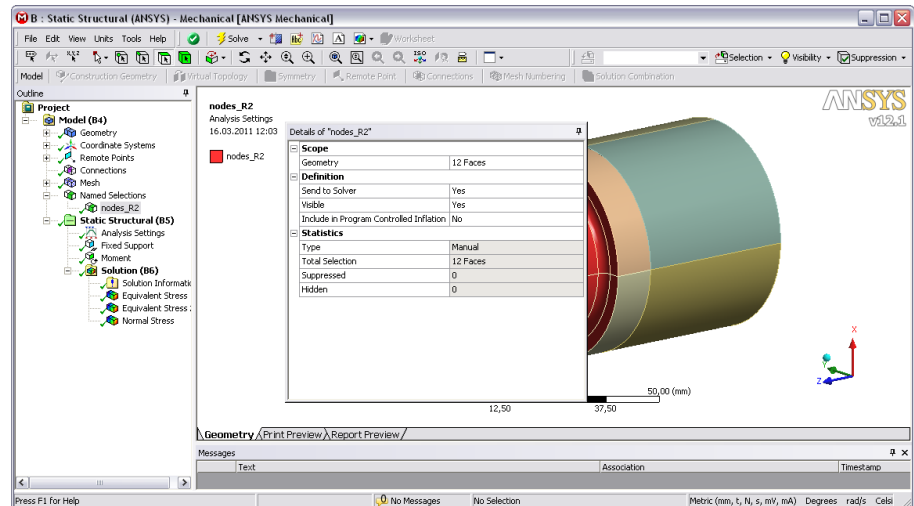 B : Static Structural (ANSYS) - Mechanical [ANSYS Mechanical]
File Edit View Units Tools Help Solve Worksheet
Selection Visibility Suppression
Model Construction Geometry Virtual Topology Symmetry Remote Point Connections Mesh Numbering Solution Combination
Outline
Project
Model (B4)
Geometry
Coordinate Systems
Remote Points
Connections
Mesh
Named Selections
nodes_R2
Static Structural (B5)
Analysis Settings
Fixed Support
Moment
Solution (B6)
Solution Informatic
Equivalent Stress
Equivalent Stress
Normal Stress
nodes_R2
Analysis Settings
16.03.2011 12:03
nodes_R2
Details of "nodes_R2"
Scope
Geometry 12 Faces
Definition
Send to Solver Yes
Visible Yes
Include in Program Controlled Inflation No
Statistics
Type Manual
Total Selection 12 Faces
Suppressed 0
Hidden 0
ANSYS
v12.1
X
Y
Z
50,00 (mm)
12,50 37,50
Geometry Print Preview Report Preview
Messages
Text Association Timestamp
Press F1 for Help No Messages No Selection Metric (mm, t, N, s, mV, mA) Degrees rad/s Celsi